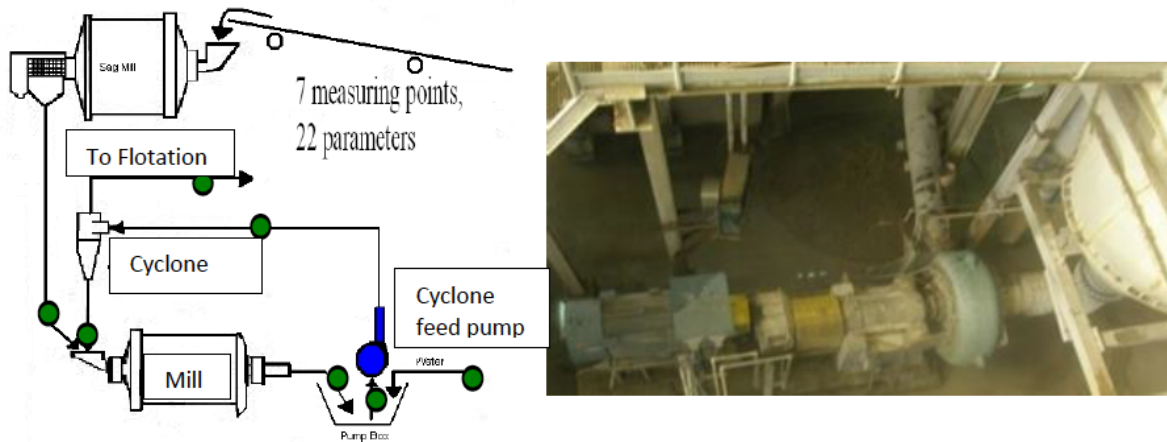 Sag Mill
7 measuring points,
22 parameters
To Flotation
Cyclone
Cyclone
feed pump
Mill
Water
Pump Box